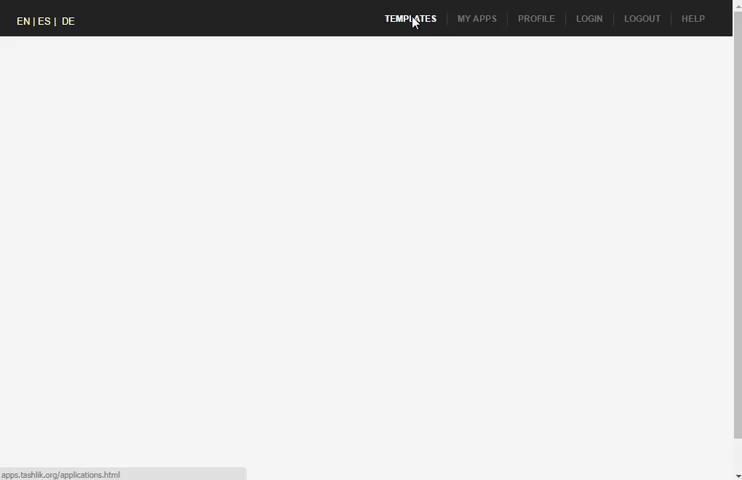 EN | ES | DE
TEMPLATES
MY APPS
PROFILE
LOGIN
LOGOUT
HELP
apps.tashlik.org/applications.html